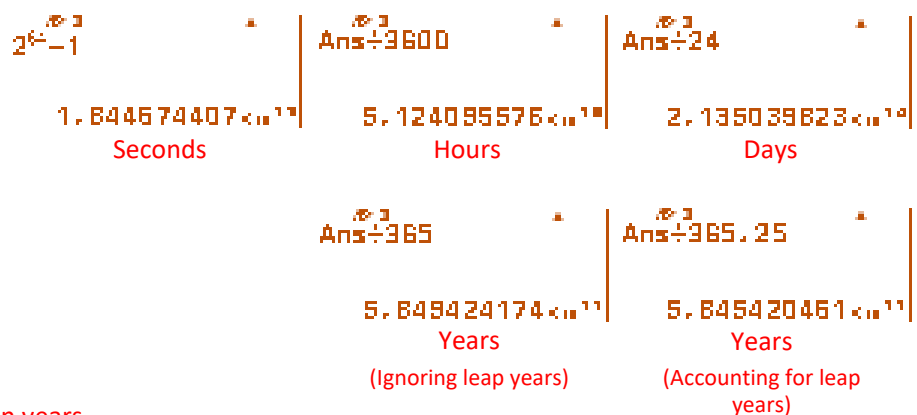 2⁶⁴−1
1.844674407×10¹⁹
Seconds
Ans÷3600
5.124095576×10¹⁵
Hours
Ans÷24
2.135039823×10¹⁴
Days
Ans÷365
5.849424174×10¹¹
Years
(Ignoring leap years)
Ans÷365.25
5.845420461×10¹¹
Years
(Accounting for leap
years)
years